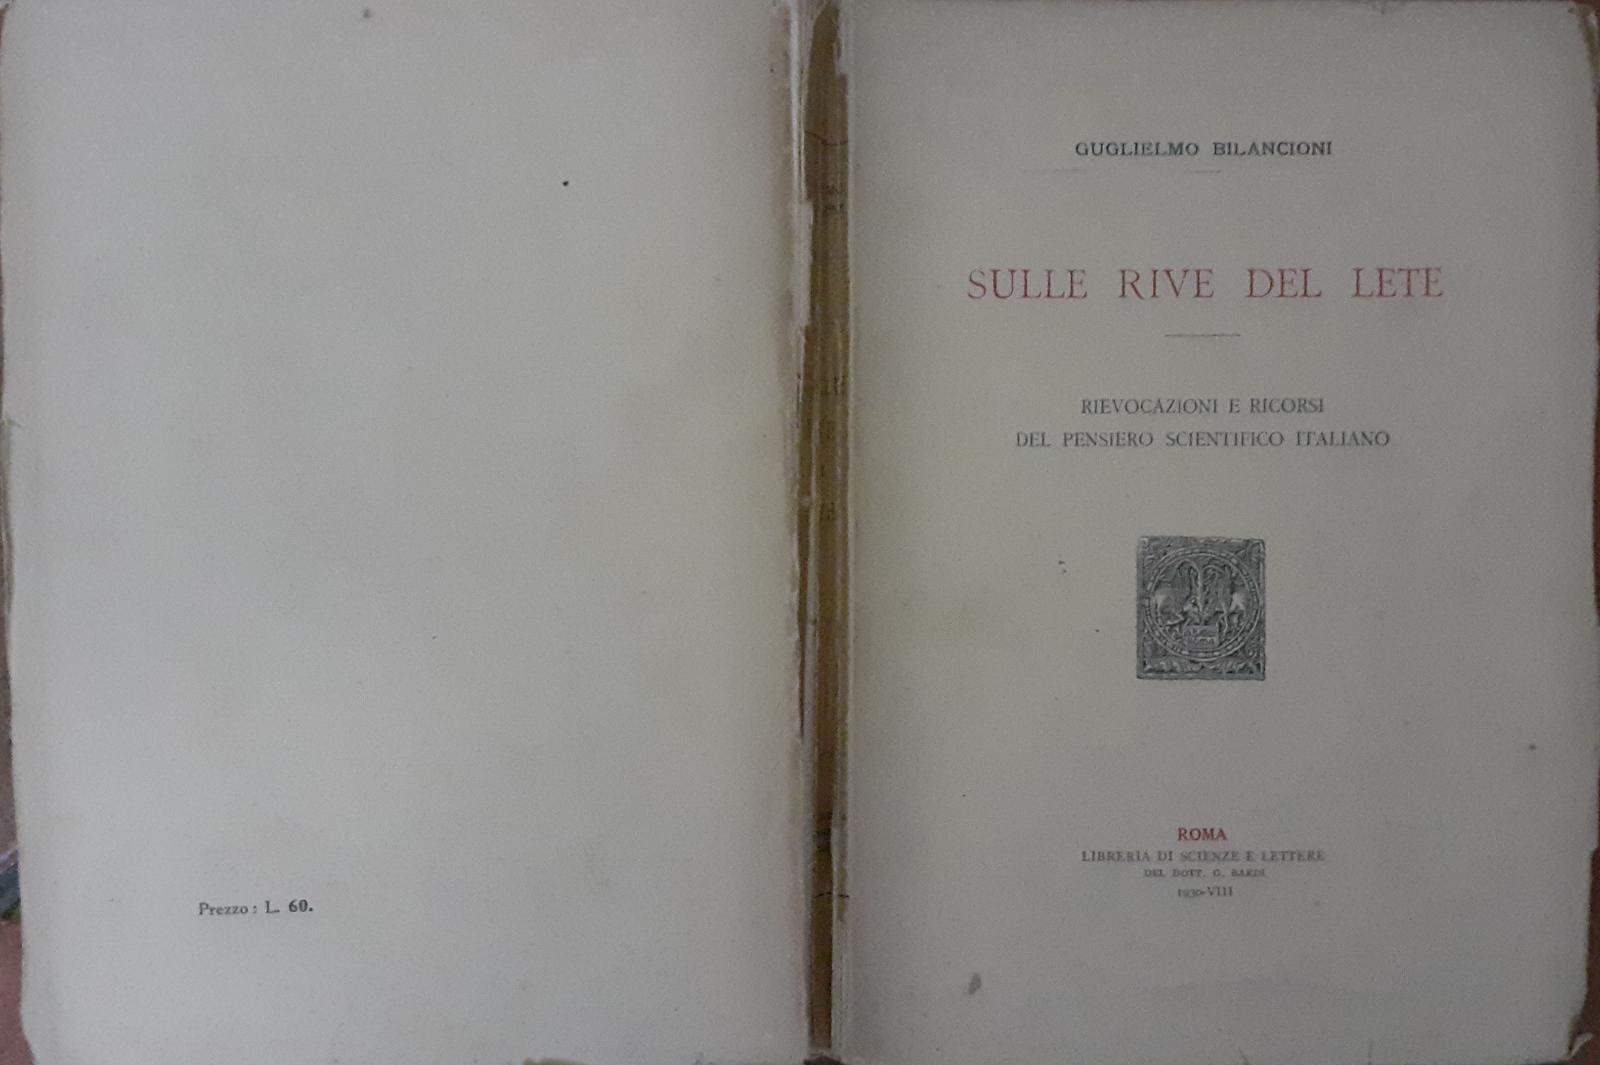 Prezzo: L. 60.
GUGLIELMO BILANCIONI
SULLE RIVE DEL LETE
RIEVOCAZIONI E RICORSI
DEL PENSIERO SCIENTIFICO ITALIANO
ROMA
LIBRERIA DI SCIENZE E LETTERE
DEL DOTT. G. BARDI
1930-VIII